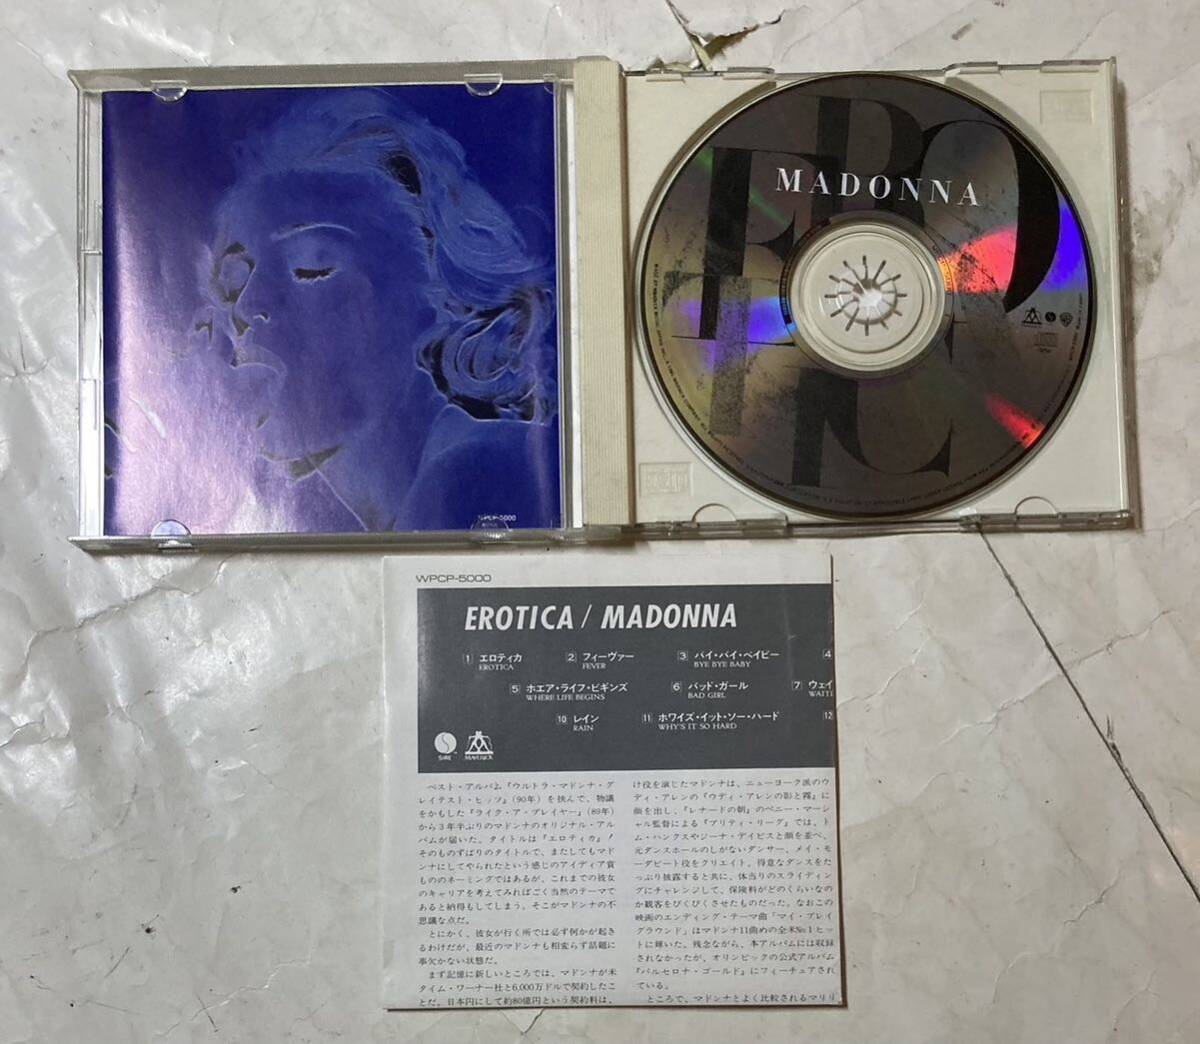 WPCP-5000
MADONNA
EROTIC
WPCP-5000
EROTICA / MADONNA
1 エロティカ
EROTICA
2 フィーヴァー
FEVER
3 バイ・バイ・ベイビー
BYE BYE BABY
4
5 ホエア・ライフ・ビギンズ
WHERE LIFE BEGINS
6 バッド・ガール
BAD GIRL
7 ウェイ
WAITI
10 レイン
RAIN
11 ホワイズ・イット・ソー・ハード
WHY'S IT SO HARD
12
SIRE
MAVERICK
ベスト・アルバム『ウルトラ・マドンナ・グ
レイテスト・ヒッツ』(90年) を挟んで、物議
をかもした『ライク・ア・プレイヤー』(89年)
から3年半ぶりのマドンナのオリジナル・アル
バムが届いた。タイトルは『エロティカ』!
そのものずばりのタイトルで、またしてもマド
ンナにしてやられたという感じのアイディア賞
もののネーミングではあるが、これまでの彼女
のキャリアを考えてみればごく当然のテーマで
あると納得もしてしまう。そこがマドンナの不
思議な点だ。
とにかく、彼女が行く所では必ず何かが起き
るわけだが、最近のマドンナも相変らず話題に
事欠かない状態だ。
まず記憶に新しいところでは、マドンナが米
タイム・ワーナー社と6,000万ドルで契約したこ
とだ。日本円にして約80億円という契約料は、
け役を演じたマドンナは、ニューヨーク派のウ
ディ・アレンの『ウディ・アレンの影と霧』に
顔を出し、『レナードの朝』のペニー・マーシ
ャル監督による『プリティ・リーグ』では、ト
ム・ハンクスやジーナ・デイビスと顔を並べ、
元ダンスホールのしがないダンサー、メイ・モ
ーダビート役をクリエイト。得意なダンスをた
っぷり披露すると共に、体当りのスライディン
グにチャレンジして、保険料がどのくらいなの
か観客をびくびくさせたものだった。なおこの
映画のエンディング・テーマ曲「マイ・プレイ
グラウンド」はマドンナ11曲めの全米No.1ヒッ
トに輝いた。残念ながら、本アルバムには収録
されなかったが、オリンピックの公式アルバム
『バルセロナ・ゴールド』にフィーチュアされ
ている。
ところで、マドンナとよく比較されるマリリ